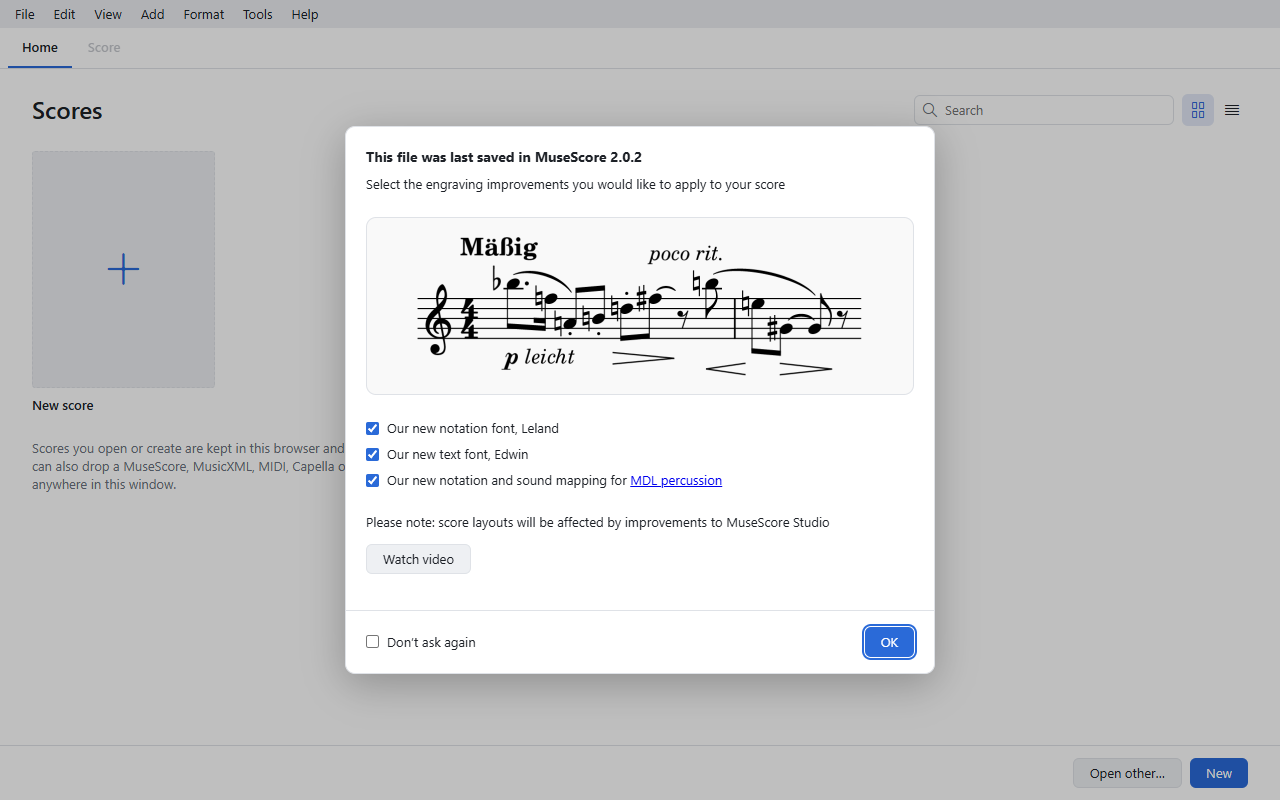 File Edit View Add Format Tools Help
Home Score
Scores
Search
New score
Scores you open or create are kept in this browser and
can also drop a MuseScore, MusicXML, MIDI, Capella o
anywhere in this window.
This file was last saved in MuseScore 2.0.2
Select the engraving improvements you would like to apply to your score
Mäßig
poco rit.
p leicht
Our new notation font, Leland
Our new text font, Edwin
Our new notation and sound mapping for MDL percussion
Please note: score layouts will be affected by improvements to MuseScore Studio
Watch video
Don't ask again
OK
Open other...
New